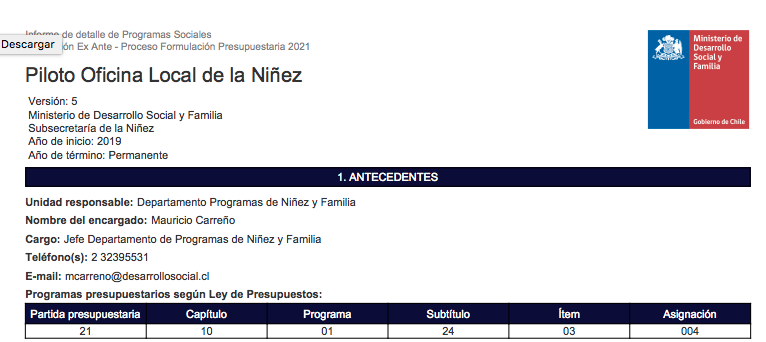 Informe de detalle de Programas Sociales
Descargar
ón Ex Ante - Proceso Formulación Presupuestaria 2021
Ministerio de
Desarrollo
Social y
Familia
Gobierno de Chile
Piloto Oficina Local de la Niñez
Versión: 5
Ministerio de Desarrollo Social y Familia
Subsecretaría de la Niñez
Año de inicio: 2019
Año de término: Permanente
1. ANTECEDENTES
Unidad responsable: Departamento Programas de Niñez y Familia
Nombre del encargado: Mauricio Carreño
Cargo: Jefe Departamento de Programas de Niñez y Familia
Teléfono(s): 2 32395531
E-mail: mcarreno@desarrollosocial.cl
Programas presupuestarios según Ley de Presupuestos:
Partida presupuestaria Capítulo Programa Subtítulo Ítem Asignación
21 10 01 24 03 004